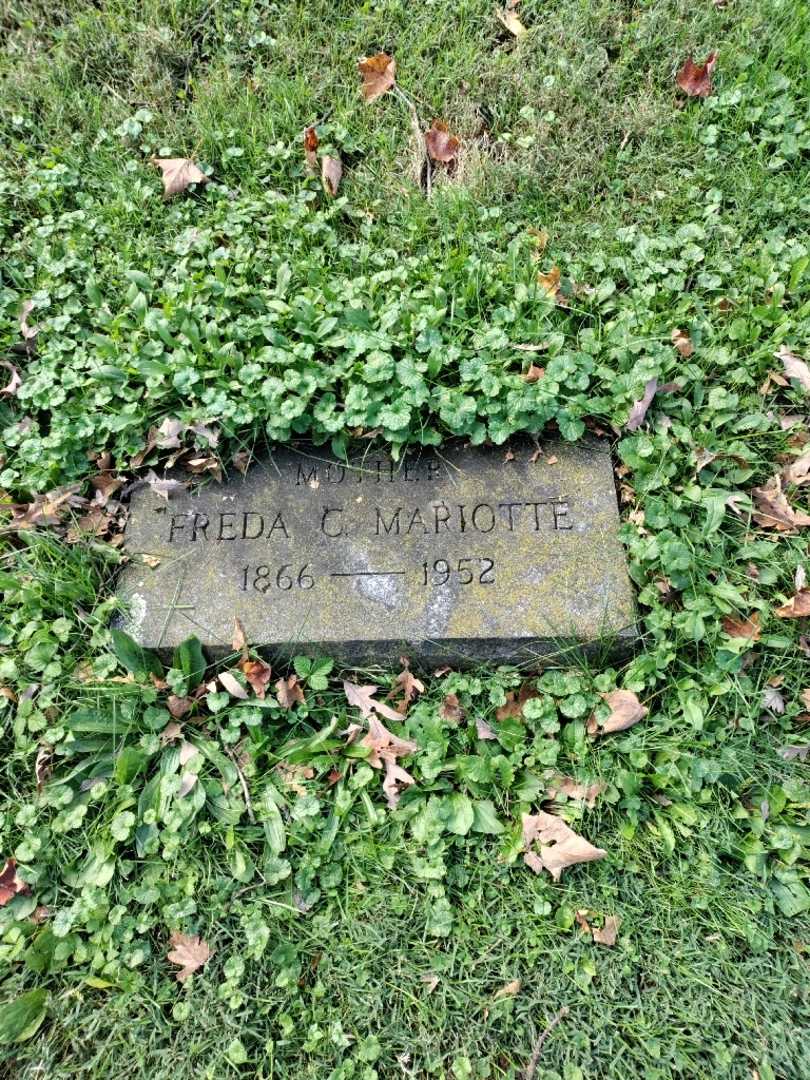 MOTHER
FREDA C. MARIOTTE
1866 — 1952